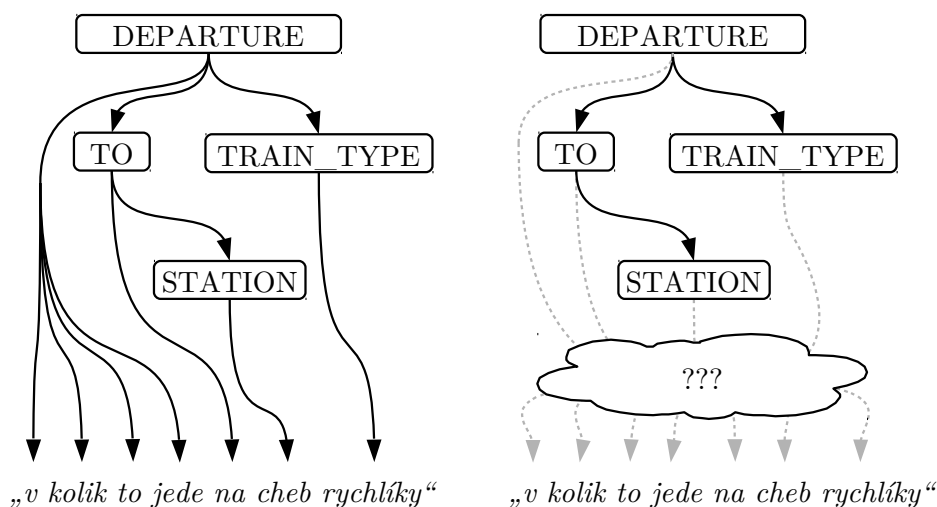 DEPARTURE DEPARTURE
TO TRAIN_TYPE TO TRAIN_TYPE
STATION STATION
???
„v kolik to jede na cheb rychlíky“ „v kolik to jede na cheb rychlíky“